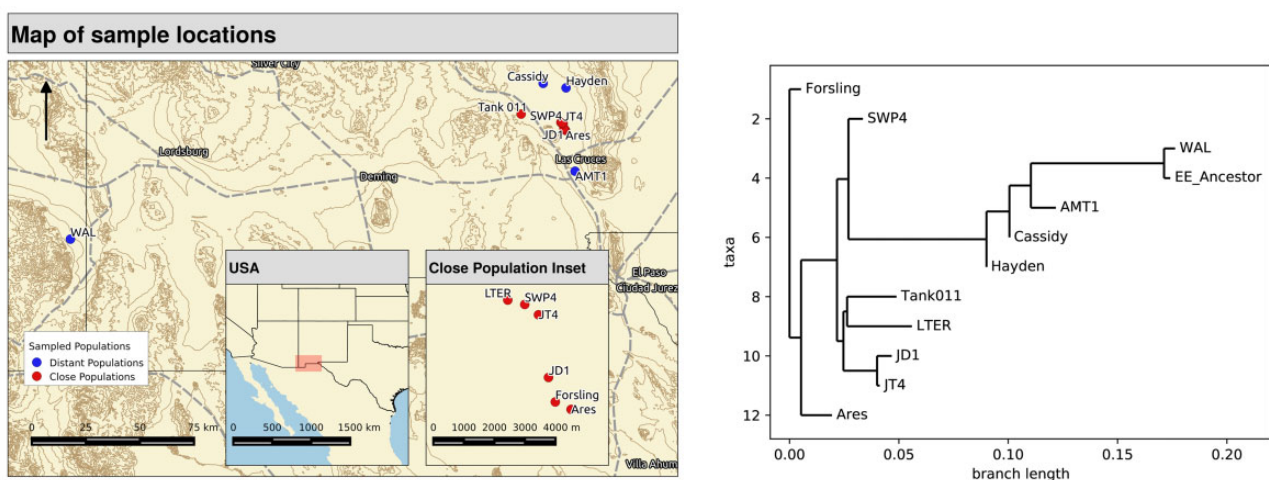 Map of sample locations
Silver City
Cassidy
Hayden
Tank 011
SWP4
JT4
JD1
Ares
Lordsburg
Las Cruces
Deming
AMT1
WAL
USA
Close Population Inset
El Paso
Ciudad Jurez
LTER
SWP4
JT4
Sampled Populations
Distant Populations
Close Populations
JD1
Forsling
Ares
0 25 50 75 km
0 500 1000 1500 km
0 1000 2000 3000 4000 m
Villa Ahum
Forsling
SWP4
WAL
EE_Ancestor
AMT1
Cassidy
Hayden
Tank011
LTER
JD1
JT4
Ares
taxa
2
4
6
8
10
12
0.00 0.05 0.10 0.15 0.20
branch length